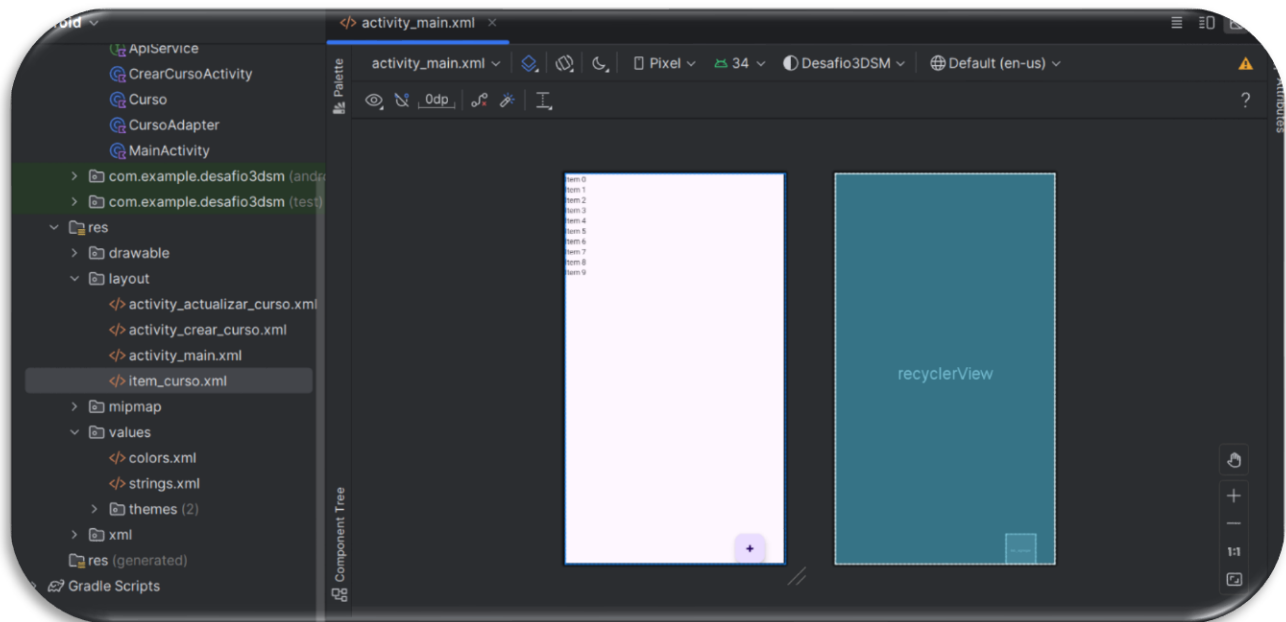 activity_main.xml
ApiService
CrearCursoActivity
Curso
CursoAdapter
MainActivity
com.example.desafio3dsm
com.example.desafio3dsm (test)
res
drawable
layout
activity_actualizar_curso.xml
activity_crear_curso.xml
activity_main.xml
item_curso.xml
mipmap
values
colors.xml
strings.xml
themes (2)
xml
res (generated)
Gradle Scripts
Palette
Component Tree
activity_main.xml
Pixel
34
Desafio3DSM
Default (en-us)
0dp
?
Item 0
Item 1
Item 2
Item 3
Item 4
Item 5
Item 6
Item 7
Item 8
Item 9
+
recyclerView
+
−
1:1